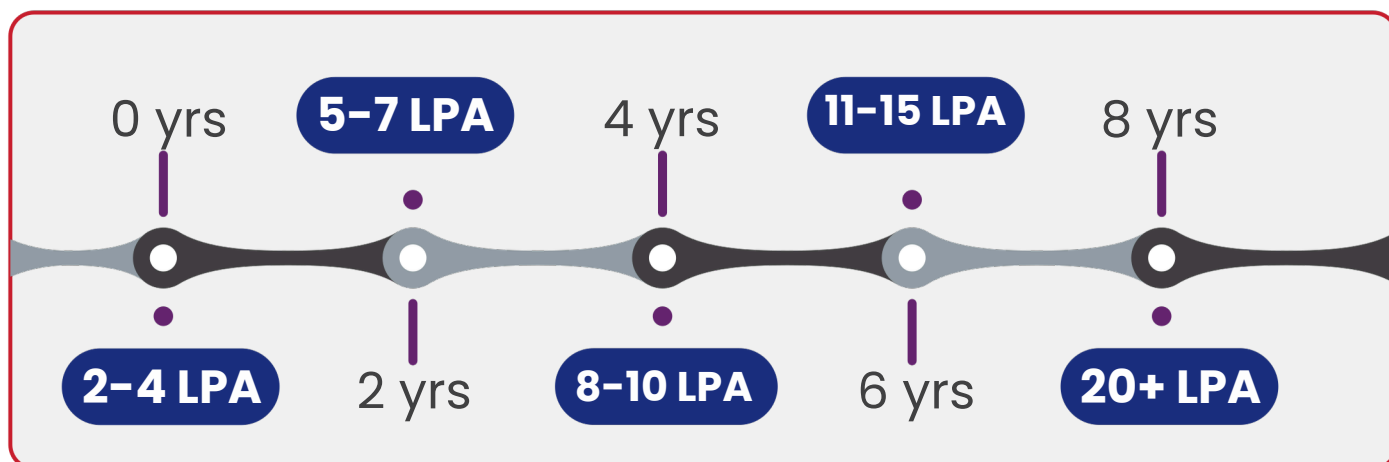 0 yrs
5-7 LPA
4 yrs
11-15 LPA
8 yrs
2-4 LPA
2 yrs
8-10 LPA
6 yrs
20+ LPA